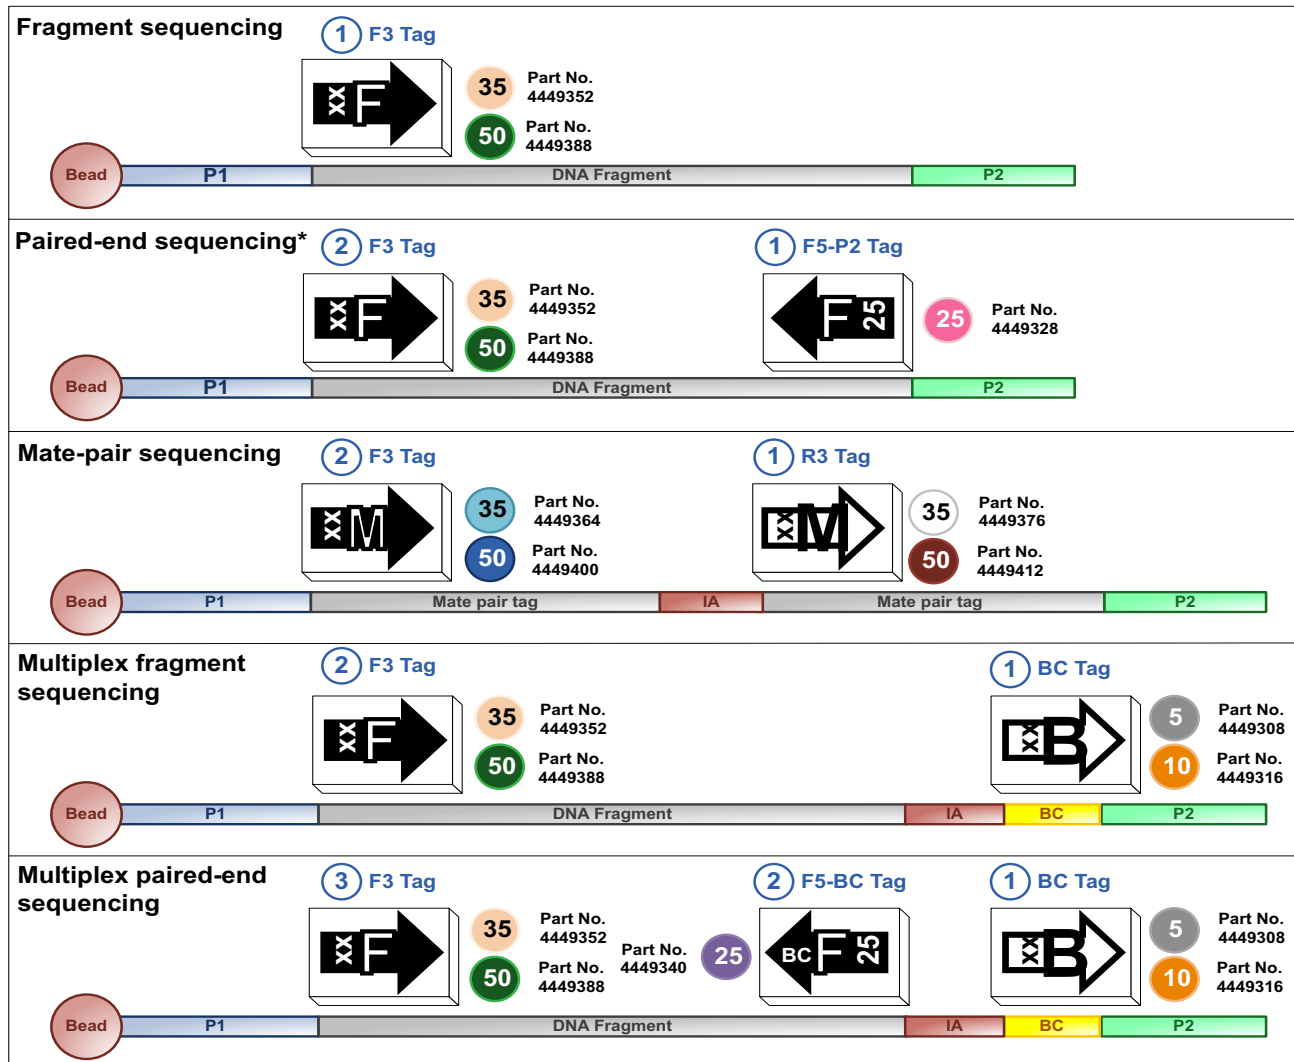 Fragment sequencing
1 F3 Tag
xx F
35 Part No.
4449352
50 Part No.
4449388
Bead P1 DNA Fragment P2
Paired-end sequencing*
2 F3 Tag
1 F5-P2 Tag
xx F
35 Part No.
4449352
50 Part No.
4449388
F 25
25 Part No.
4449328
Bead P1 DNA Fragment P2
Mate-pair sequencing
2 F3 Tag
1 R3 Tag
xx M
35 Part No.
4449364
50 Part No.
4449400
xx M
35 Part No.
4449376
50 Part No.
4449412
Bead P1 Mate pair tag IA Mate pair tag P2
Multiplex fragment
sequencing
2 F3 Tag
1 BC Tag
xx F
35 Part No.
4449352
50 Part No.
4449388
xx B
5 Part No.
4449308
10 Part No.
4449316
Bead P1 DNA Fragment IA BC P2
Multiplex paired-end
sequencing
3 F3 Tag
2 F5-BC Tag
1 BC Tag
xx F
35 Part No.
4449352
50 Part No.
4449388
Part No.
4449340 25
BC F 25
xx B
5 Part No.
4449308
10 Part No.
4449316
Bead P1 DNA Fragment IA BC P2